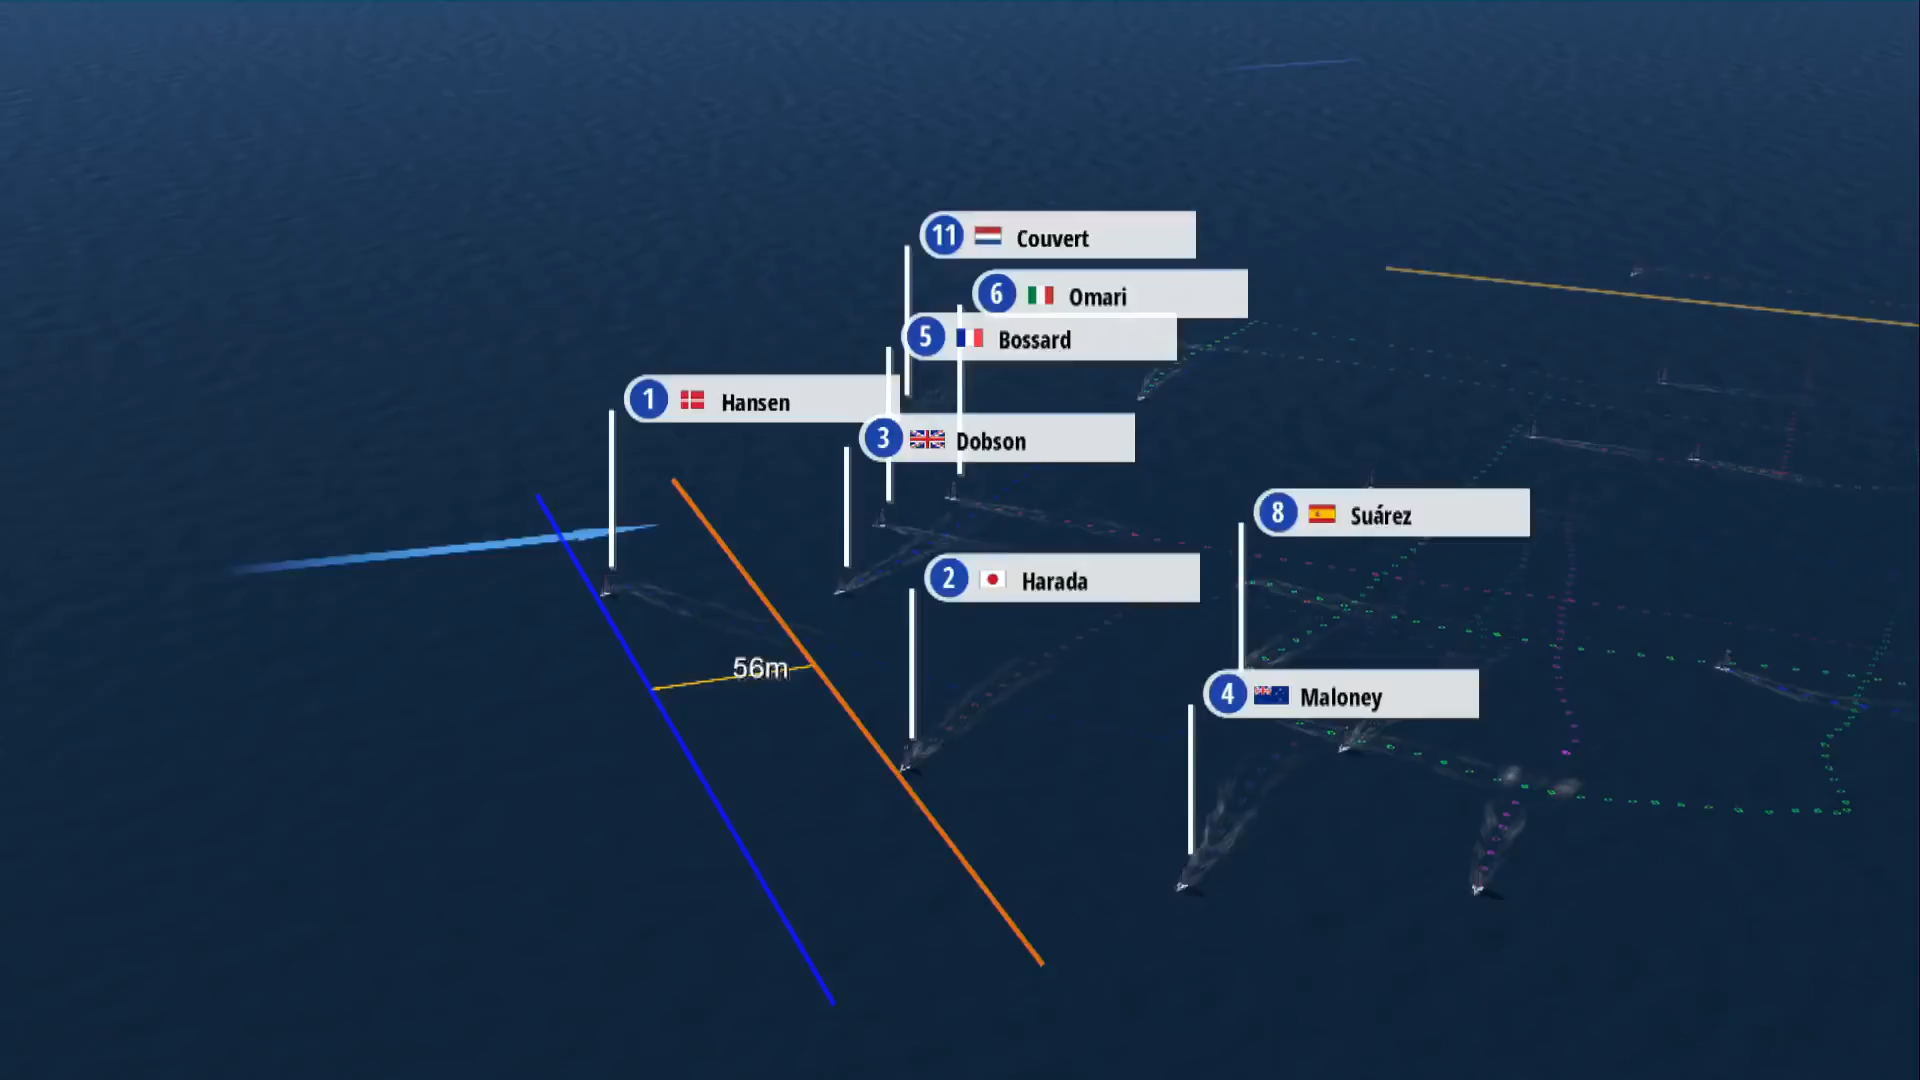 11 Couvert
6 Omari
5 Bossard
1 Hansen
3 Dobson
8 Suárez
2 Harada
56m
4 Maloney